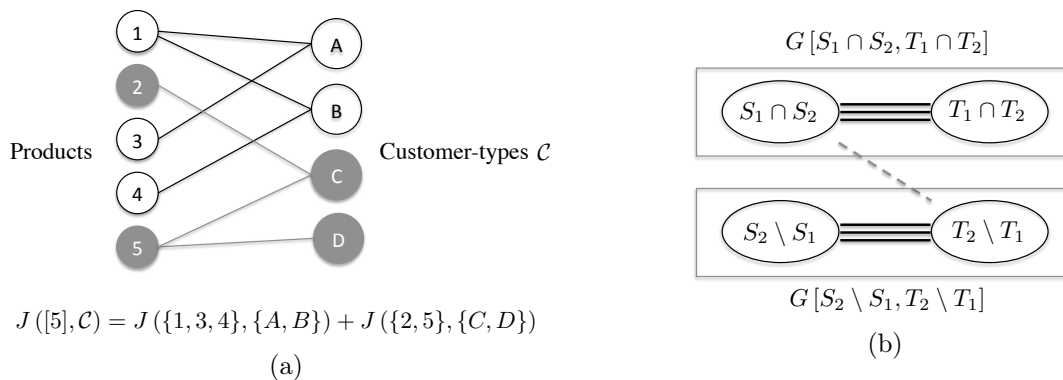 1
2
3
4
5
A
B
C
D
Products
Customer-types 𝒞
J ([5], 𝒞) = J ({1, 3, 4}, {A, B}) + J ({2, 5}, {C, D})
(a)
G [S₁ ∩ S₂, T₁ ∩ T₂]
S₁ ∩ S₂
T₁ ∩ T₂
S₂ \ S₁
T₂ \ T₁
G [S₂ \ S₁, T₂ \ T₁]
(b)